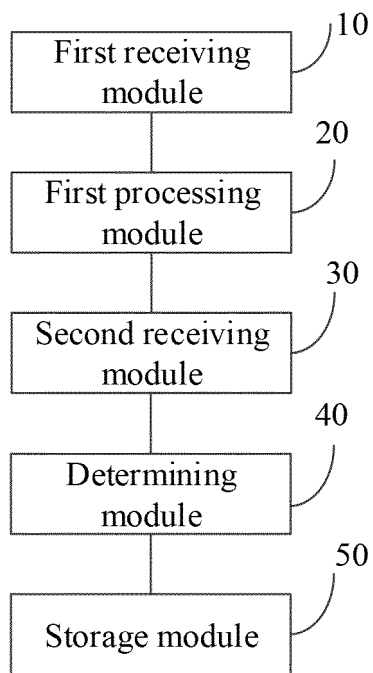 10
First receiving
module
20
First processing
module
30
Second receiving
module
40
Determining
module
50
Storage module